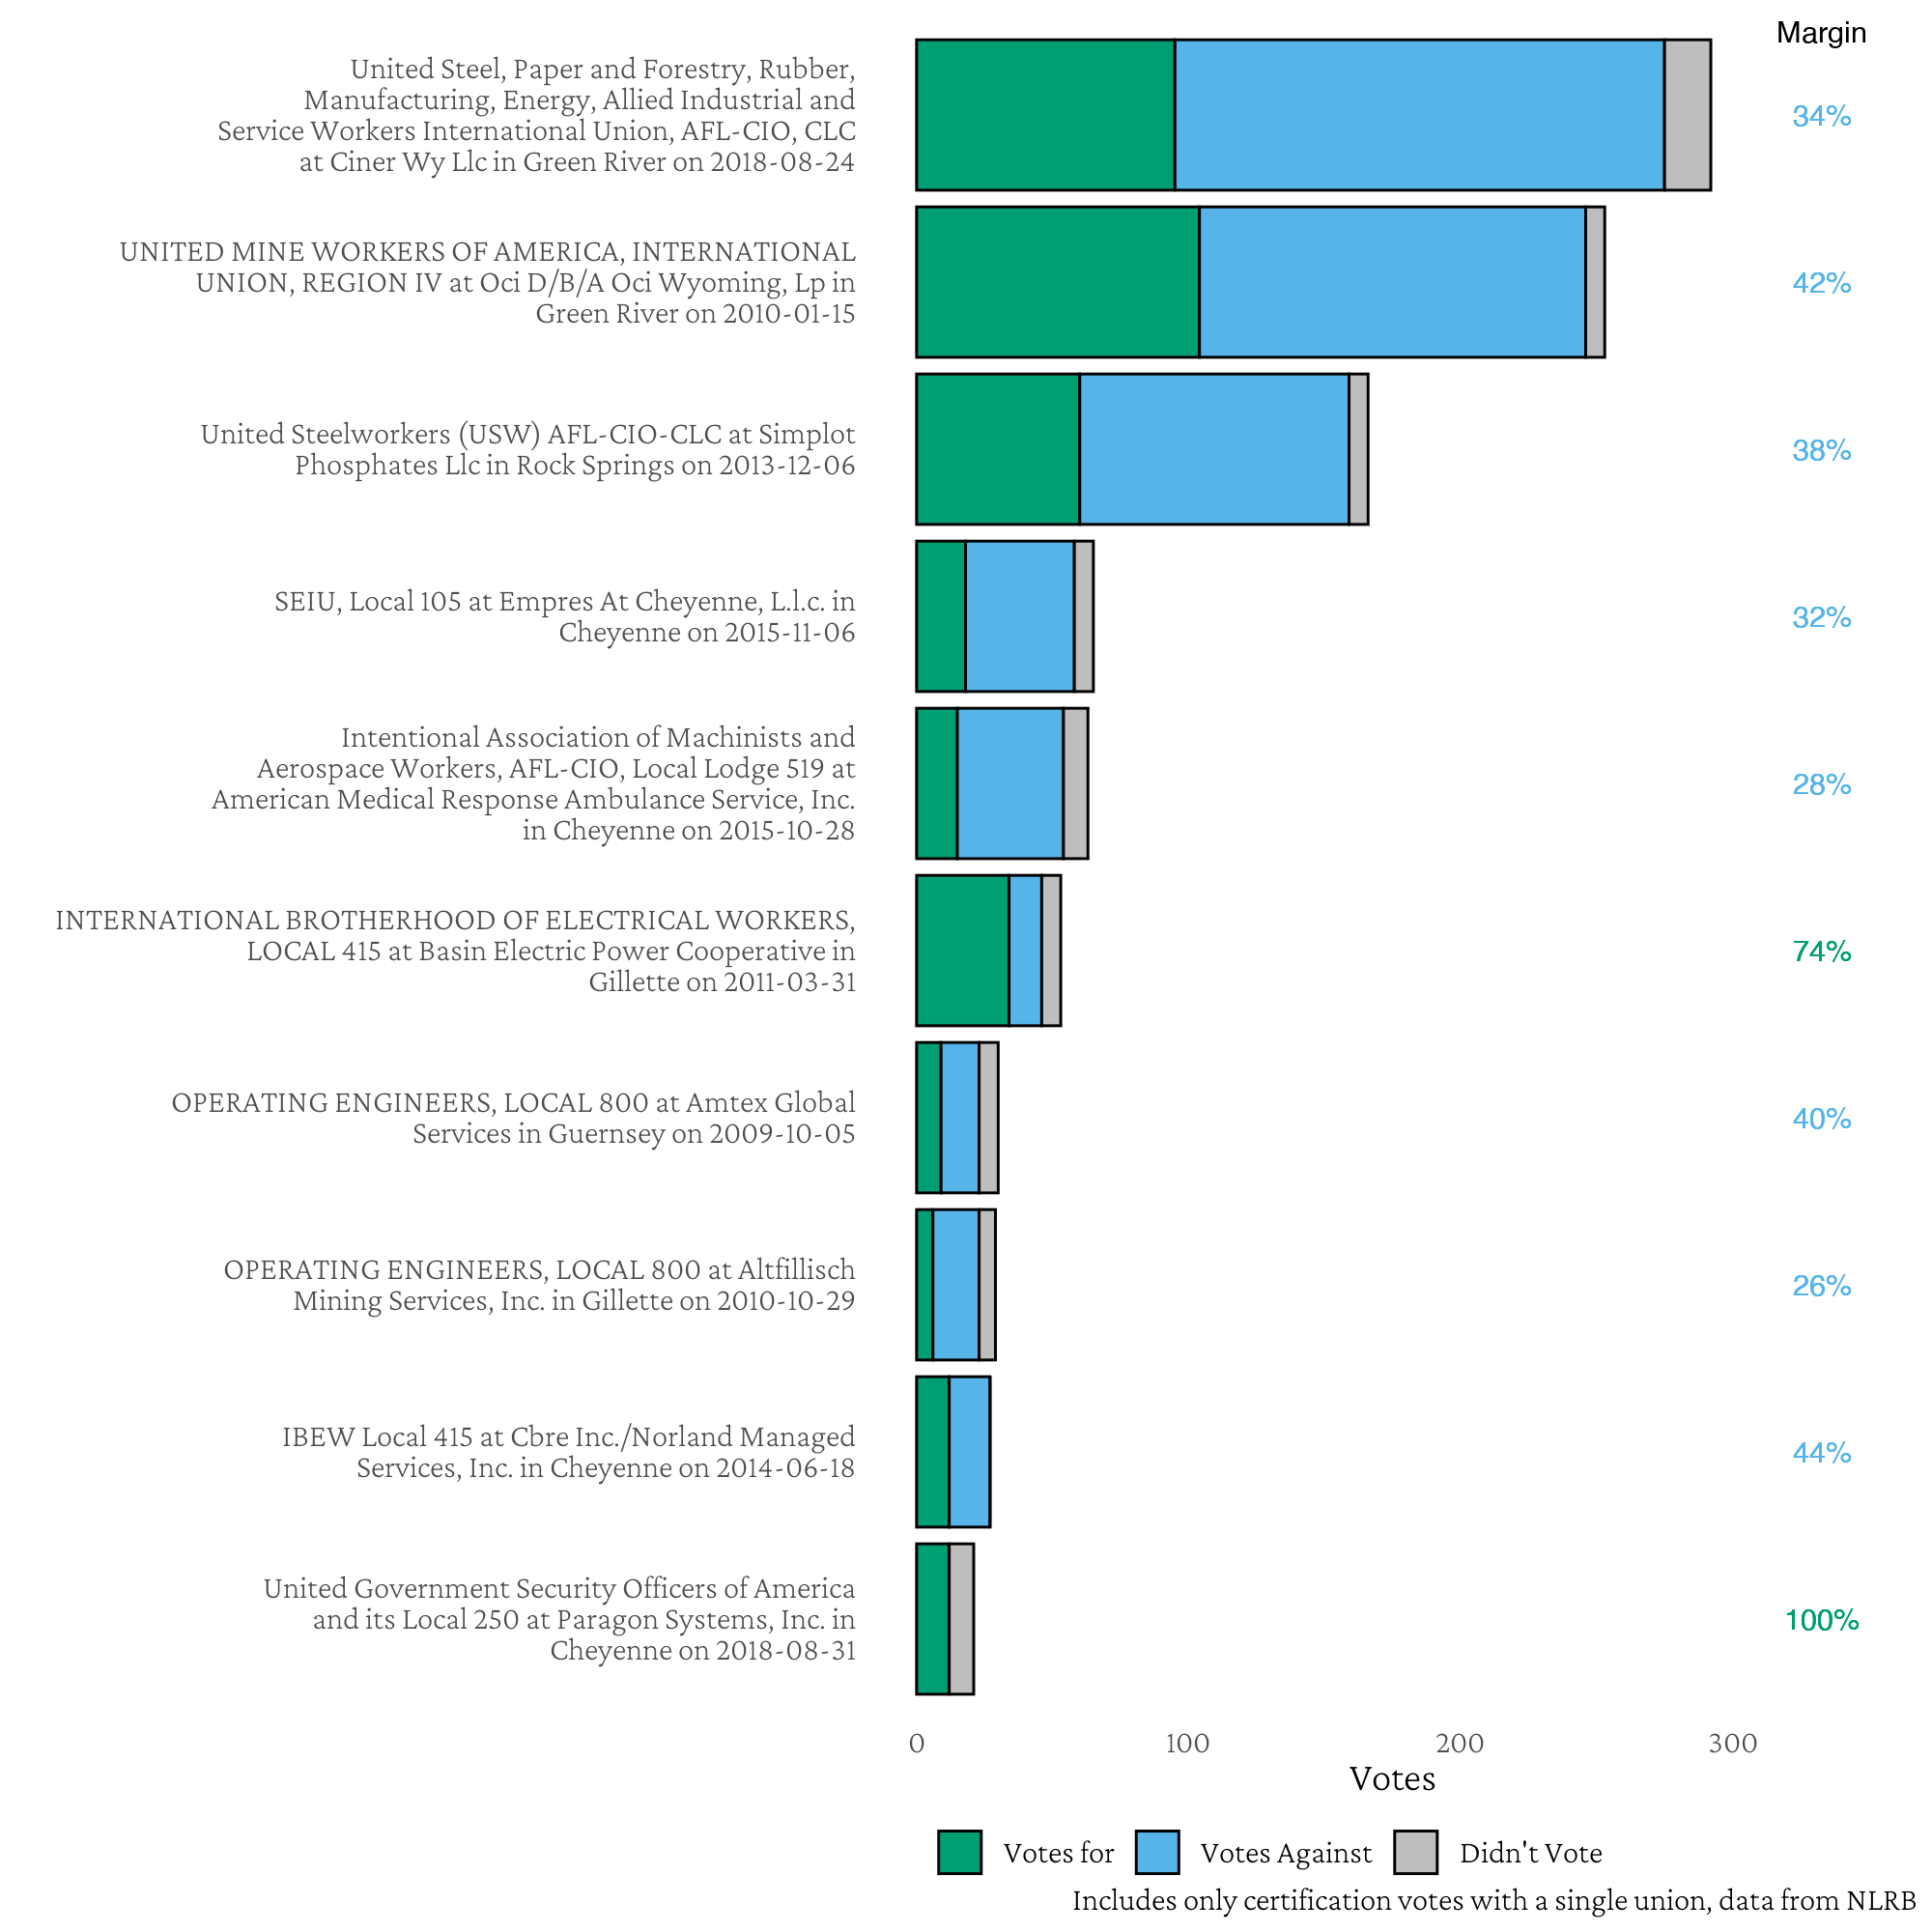 Margin
United Steel, Paper and Forestry, Rubber,
Manufacturing, Energy, Allied Industrial and
Service Workers International Union, AFL-CIO, CLC
at Ciner Wy Llc in Green River on 2018-08-24
34%
UNITED MINE WORKERS OF AMERICA, INTERNATIONAL
UNION, REGION IV at Oci D/B/A Oci Wyoming, Lp in
Green River on 2010-01-15
42%
United Steelworkers (USW) AFL-CIO-CLC at Simplot
Phosphates Llc in Rock Springs on 2013-12-06
38%
SEIU, Local 105 at Empres At Cheyenne, L.l.c. in
Cheyenne on 2015-11-06
32%
Intentional Association of Machinists and
Aerospace Workers, AFL-CIO, Local Lodge 519 at
American Medical Response Ambulance Service, Inc.
in Cheyenne on 2015-10-28
28%
INTERNATIONAL BROTHERHOOD OF ELECTRICAL WORKERS,
LOCAL 415 at Basin Electric Power Cooperative in
Gillette on 2011-03-31
74%
OPERATING ENGINEERS, LOCAL 800 at Amtex Global
Services in Guernsey on 2009-10-05
40%
OPERATING ENGINEERS, LOCAL 800 at Altfillisch
Mining Services, Inc. in Gillette on 2010-10-29
26%
IBEW Local 415 at Cbre Inc./Norland Managed
Services, Inc. in Cheyenne on 2014-06-18
44%
United Government Security Officers of America
and its Local 250 at Paragon Systems, Inc. in
Cheyenne on 2018-08-31
100%
0 100 200 300
Votes
Votes for Votes Against Didn't Vote
Includes only certification votes with a single union, data from NLRB